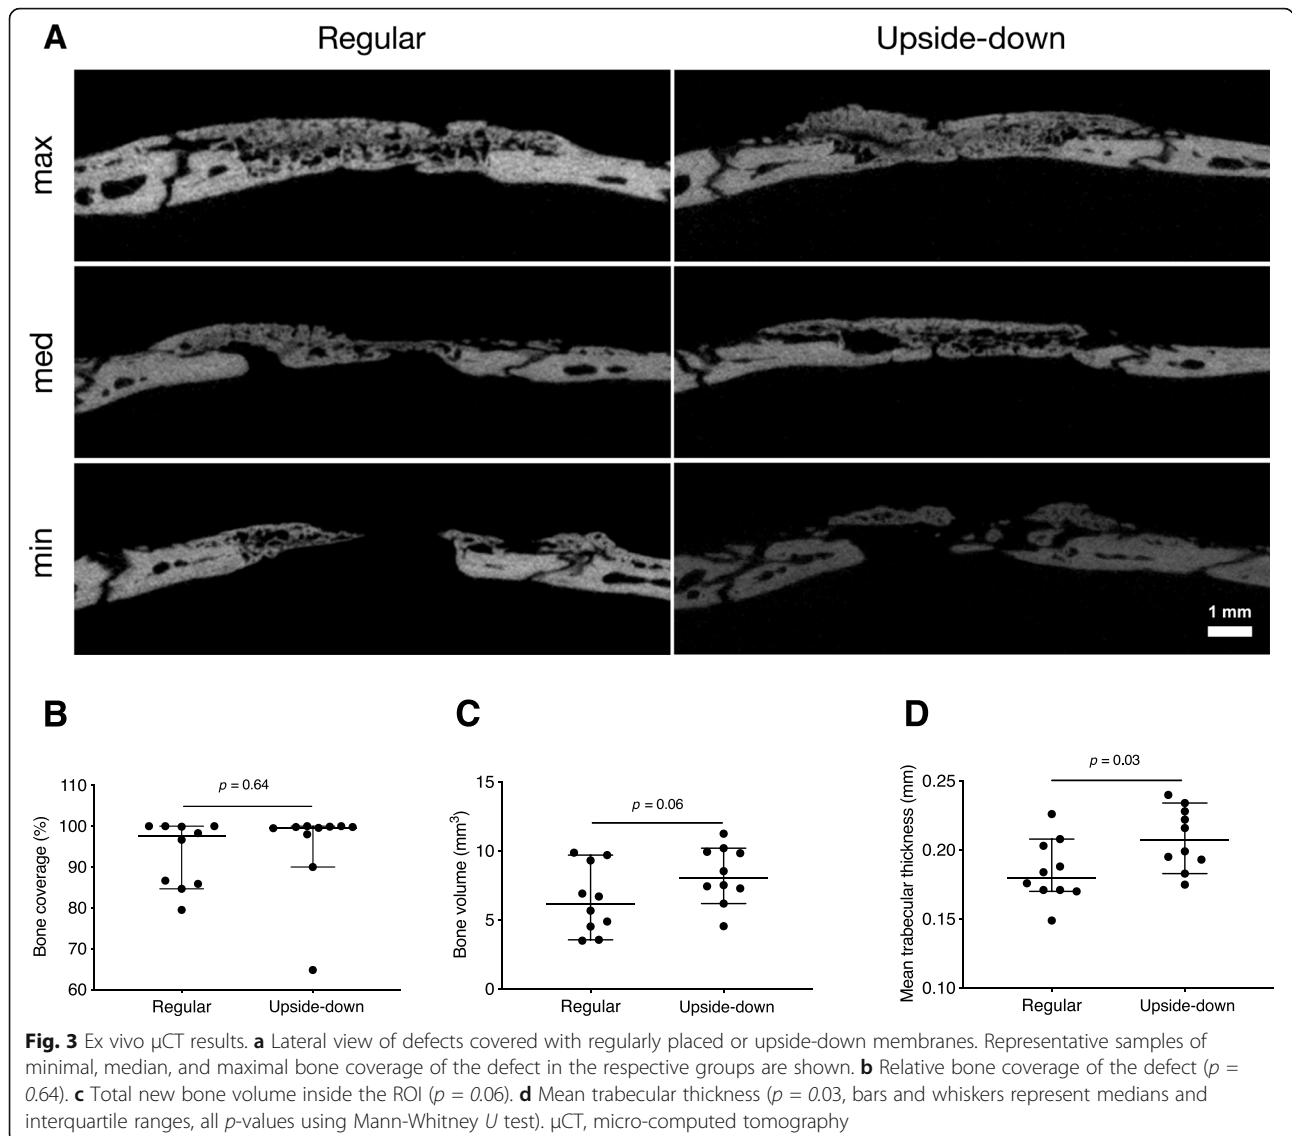 A
Regular
Upside-down
max
med
min
1 mm
B
p = 0.64
Bone coverage (%)
110
100
90
80
70
60
Regular
Upside-down
C
p = 0.06
Bone volume (mm³)
15
10
5
0
Regular
Upside-down
D
p = 0.03
Mean trabecular thickness (mm)
0.25
0.20
0.15
0.10
Regular
Upside-down
Fig. 3 Ex vivo μCT results. a Lateral view of defects covered with regularly placed or upside-down membranes. Representative samples of
minimal, median, and maximal bone coverage of the defect in the respective groups are shown. b Relative bone coverage of the defect (p =
0.64). c Total new bone volume inside the ROI (p = 0.06). d Mean trabecular thickness (p = 0.03, bars and whiskers represent medians and
interquartile ranges, all p-values using Mann-Whitney U test). μCT, micro-computed tomography